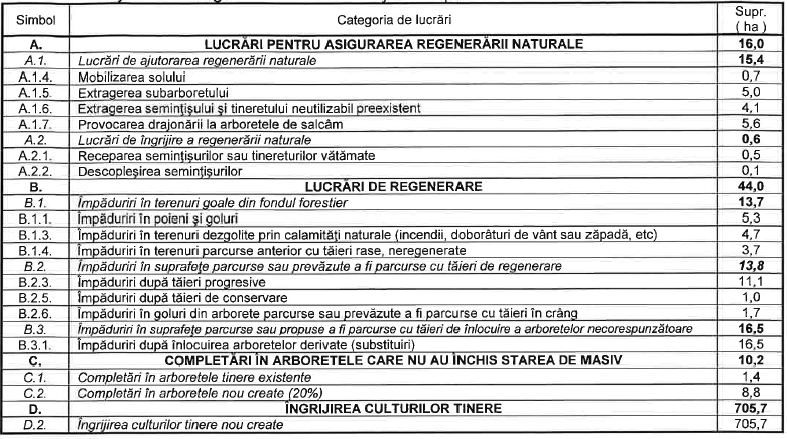 Simbol Categoria de lucrări Supr. ( ha )
A. LUCRĂRI PENTRU ASIGURAREA REGENERĂRII NATURALE 16,0
A.1. Lucrări de ajutorarea regenerării naturale 15,4
A.1.4. Mobilizarea solului 0,7
A.1.5. Extragerea subarboretului 5,0
A.1.6. Extragerea semințișului și tineretului neutilizabil preexistent 4,1
A.1.7. Provocarea drajonării la arboretele de salcâm 5,6
A.2. Lucrări de îngrijire a regenerării naturale 0,6
A.2.1. Receparea semințișurilor sau tinereturilor vătămate 0,5
A.2.2. Descopleșirea semințișurilor 0,1
B. LUCRĂRI DE REGENERARE 44,0
B.1. Împăduriri în terenuri goale din fondul forestier 13,7
B.1.1. Împăduriri în poieni și goluri 5,3
B.1.3. Împăduriri în terenuri dezgolite prin calamități naturale (incendii, doborâturi de vânt sau zăpadă, etc) 4,7
B.1.4. Împăduriri în terenuri parcurse anterior cu tăieri rase, neregenerate 3,7
B.2. Împăduriri în suprafețe parcurse sau prevăzute a fi parcurse cu tăieri de regenerare 13,8
B.2.3. Împăduriri după tăieri progresive 11,1
B.2.5. Împăduriri după tăieri de conservare 1,0
B.2.6. Împăduriri în goluri din arborete parcurse sau prevăzute a fi parcurse cu tăieri în crâng 1,7
B.3. Împăduriri în suprafețe parcurse sau propuse a fi parcurse cu tăieri de înlocuire a arboretelor necorespunzătoare 16,5
B.3.1. Împăduriri după înlocuirea arboretelor derivate (substituiri) 16,5
C. COMPLETĂRI ÎN ARBORETELE CARE NU AU ÎNCHIS STAREA DE MASIV 10,2
C.1. Completări în arboretele tinere existente 1,4
C.2. Completări în arboretele nou create (20%) 8,8
D. ÎNGRIJIREA CULTURILOR TINERE 705,7
D.2. Îngrijirea culturilor tinere nou create 705,7